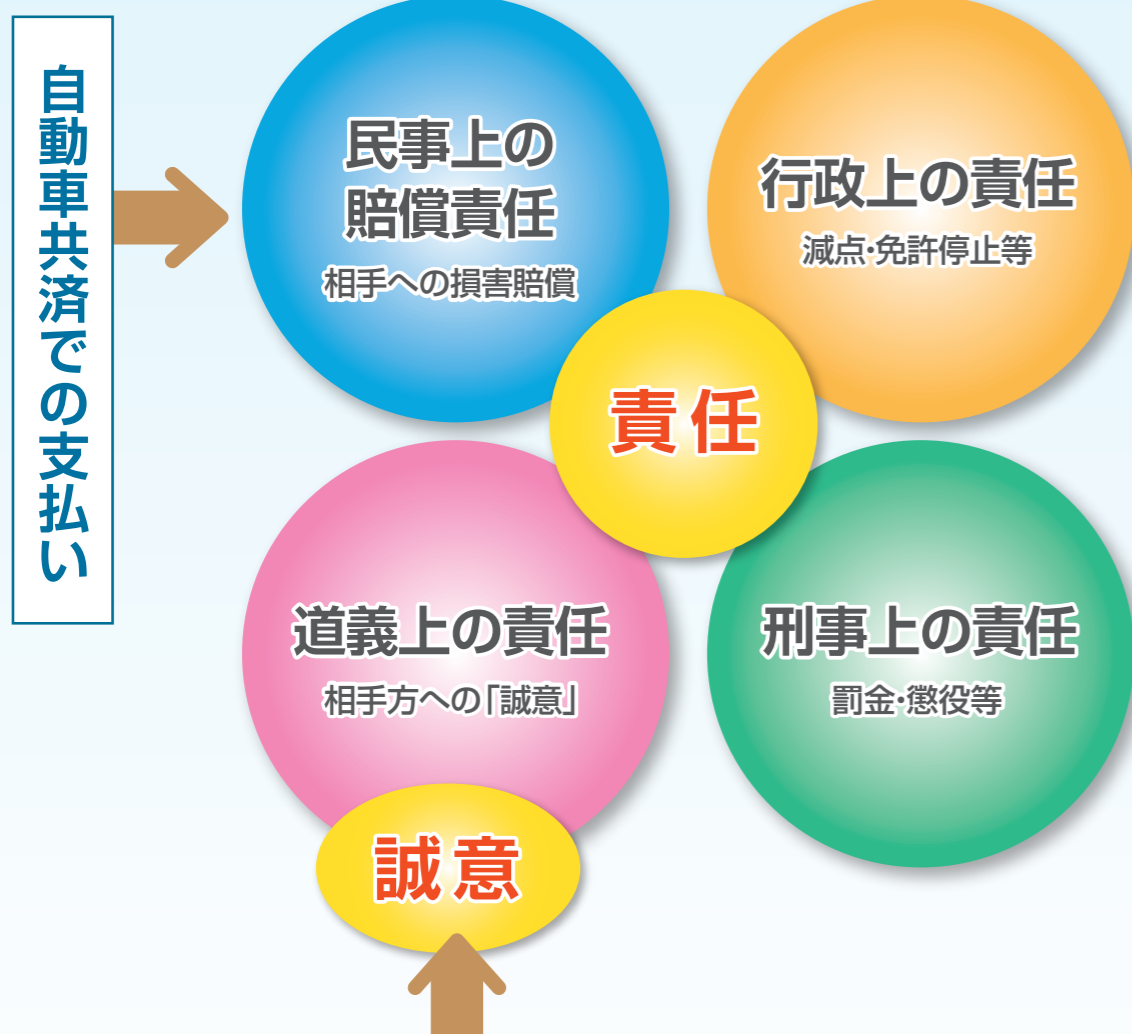 自動車共済での支払い
民事上の
賠償責任
相手への損害賠償
行政上の責任
減点・免許停止等
責任
道義上の責任
相手方への「誠意」
刑事上の責任
罰金・懲役等
誠意